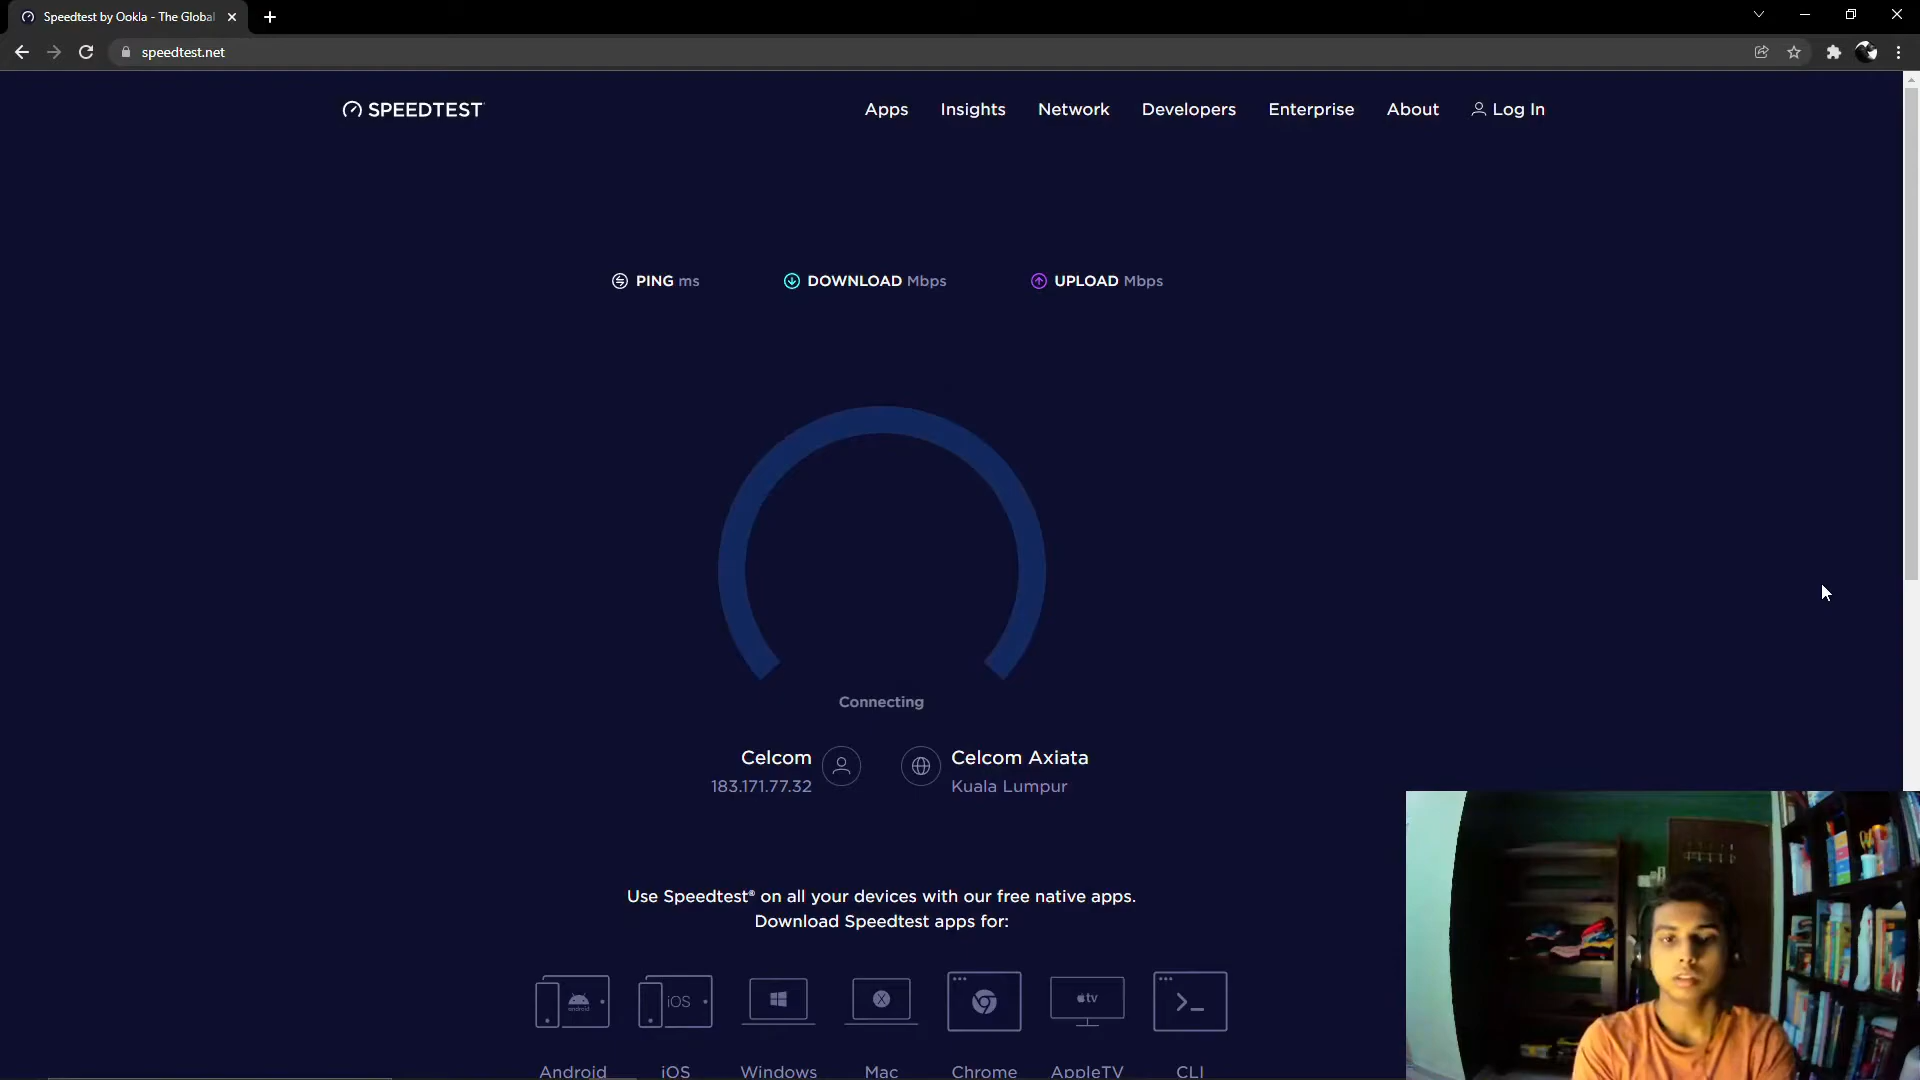 Speedtest by Ookla - The Global
speedtest.net
SPEEDTEST
Apps Insights Network Developers Enterprise About Log In
PING ms DOWNLOAD Mbps UPLOAD Mbps
Connecting
Celcom Celcom Axiata
183.171.77.32 Kuala Lumpur
Use Speedtest® on all your devices with our free native apps.
Download Speedtest apps for:
android iOS tv
Android iOS Windows Mac Chrome AppleTV CLI